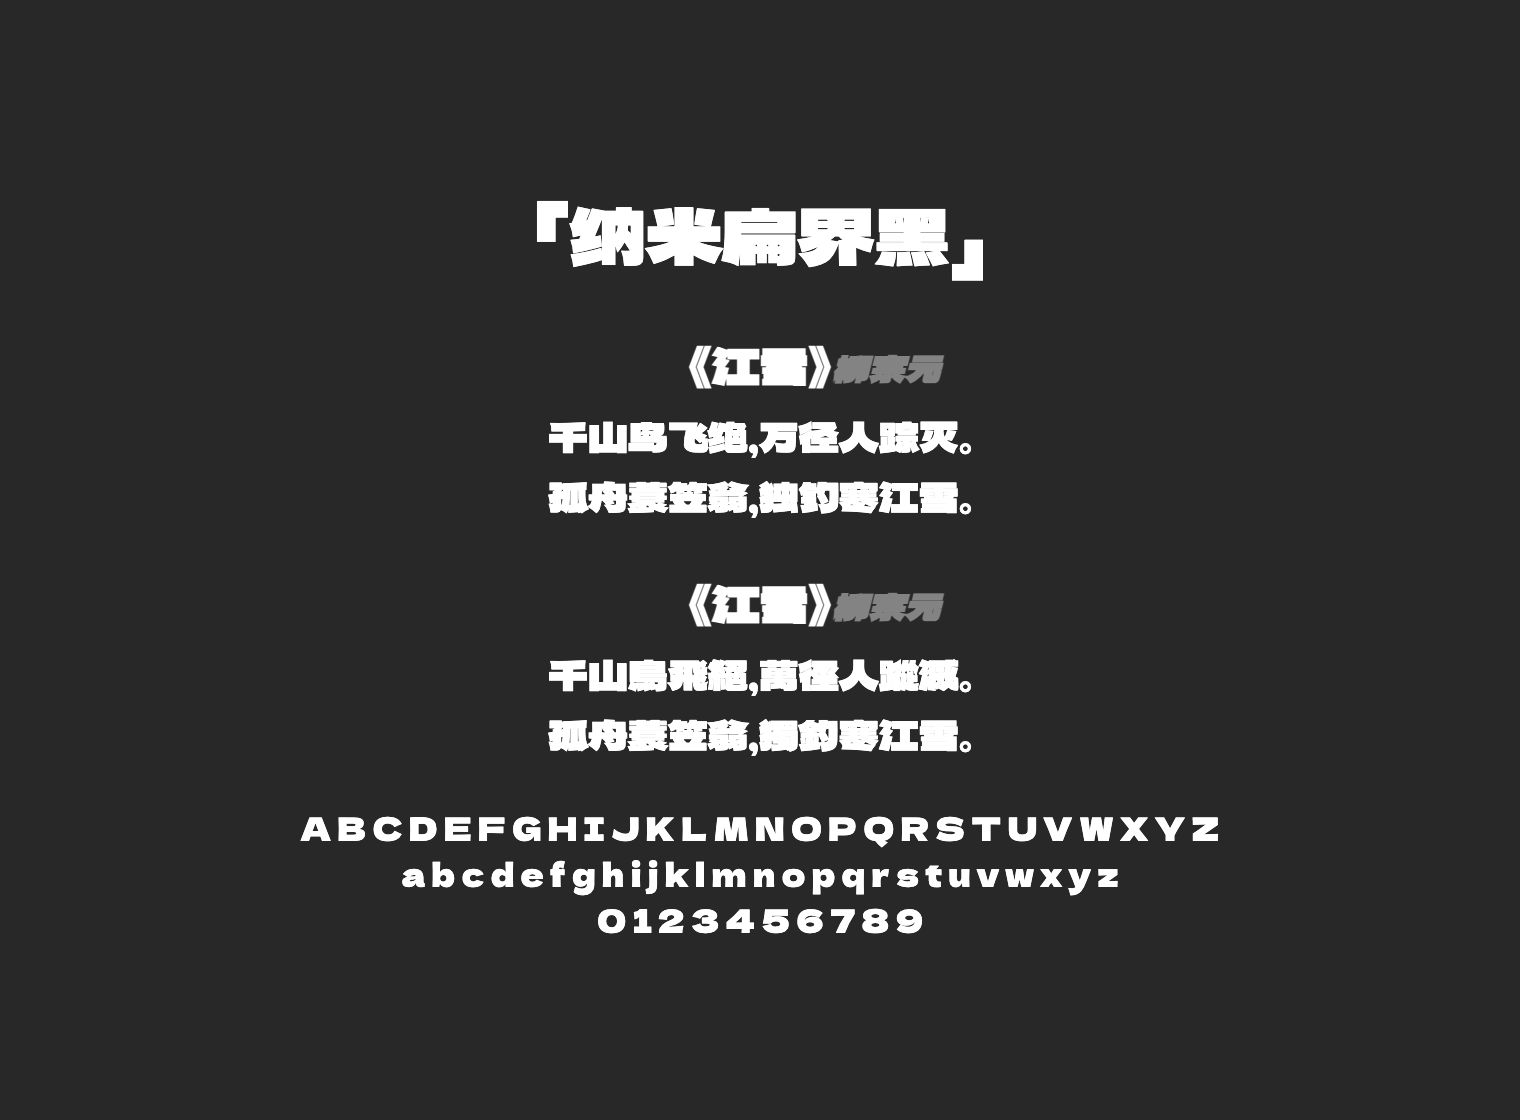 「纳米扁界黑」
《江雪》柳宗元
千山鸟飞绝,万径人踪灭。
孤舟蓑笠翁,独钓寒江雪。
《江雪》柳宗元
千山鳥飛絕,萬徑人蹤滅。
孤舟蓑笠翁,獨釣寒江雪。
ABCDEFGHIJKLMNOPQRSTUVWXYZ
abcdefghijklmnopqrstuvwxyz
0123456789